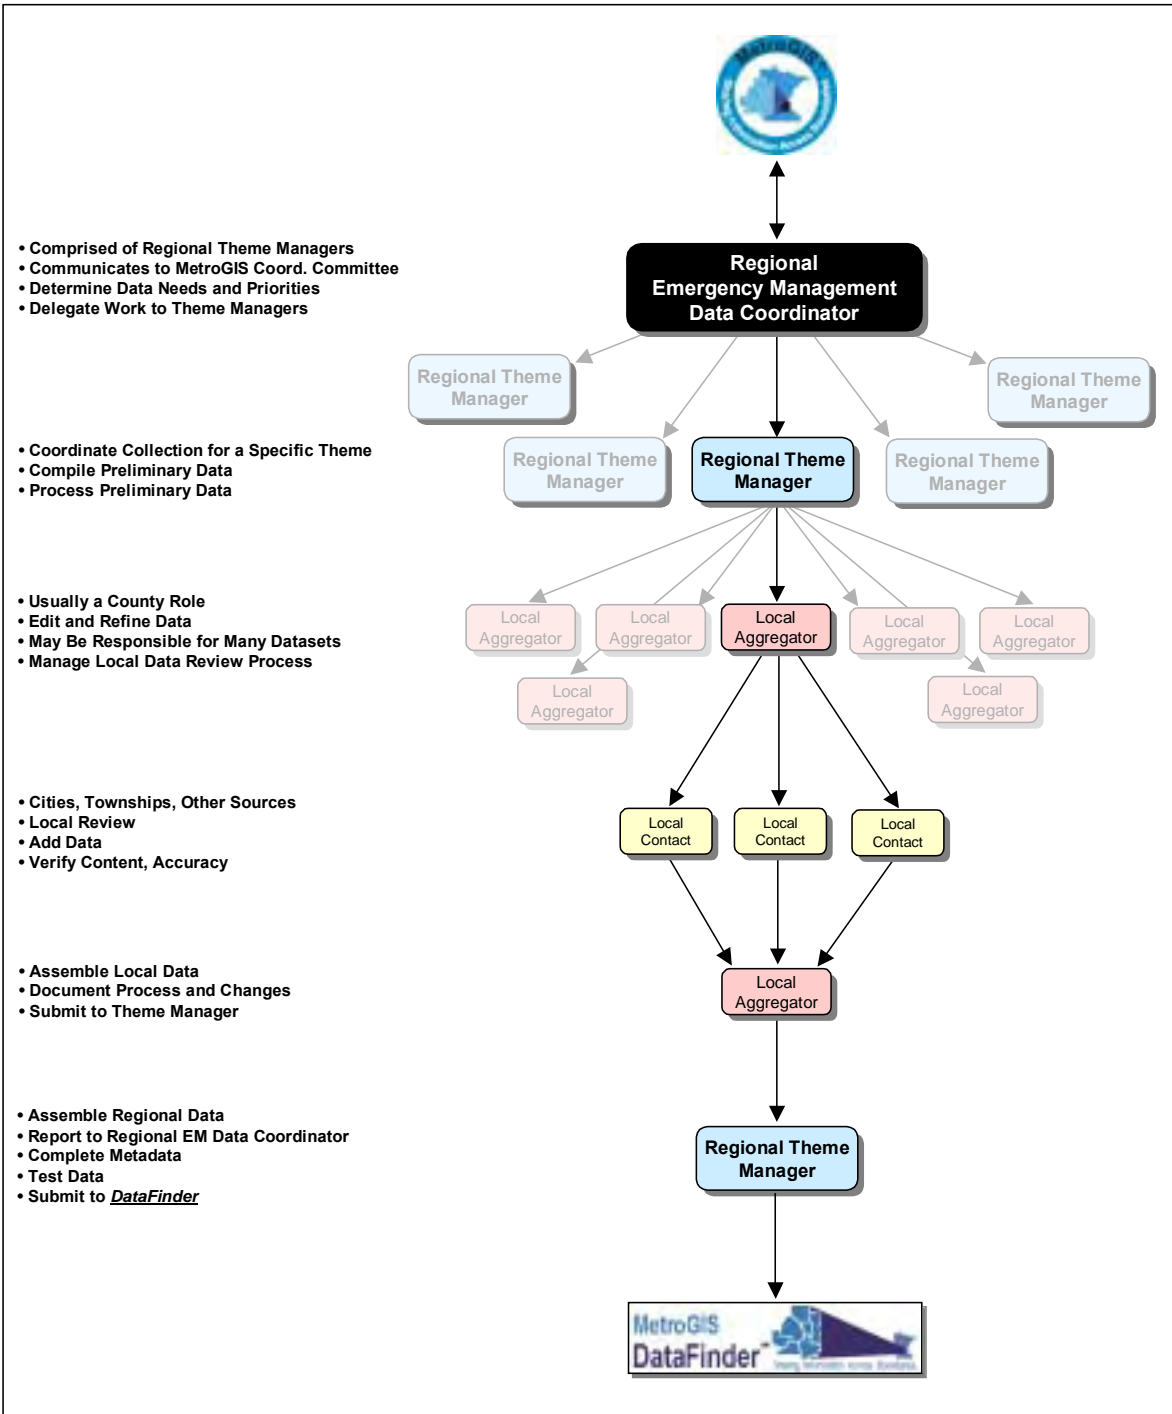 MetroGIS
• Comprised of Regional Theme Managers
• Communicates to MetroGIS Coord. Committee
• Determine Data Needs and Priorities
• Delegate Work to Theme Managers
Regional
Emergency Management
Data Coordinator
Regional Theme
Manager
Regional Theme
Manager
• Coordinate Collection for a Specific Theme
• Compile Preliminary Data
• Process Preliminary Data
Regional Theme
Manager
Regional Theme
Manager
Regional Theme
Manager
• Usually a County Role
• Edit and Refine Data
• May Be Responsible for Many Datasets
• Manage Local Data Review Process
Local
Aggregator
Local
Aggregator
Local
Aggregator
Local
Aggregator
Local
Aggregator
Local
Aggregator
Local
Aggregator
• Cities, Townships, Other Sources
• Local Review
• Add Data
• Verify Content, Accuracy
Local
Contact
Local
Contact
Local
Contact
• Assemble Local Data
• Document Process and Changes
• Submit to Theme Manager
Local
Aggregator
• Assemble Regional Data
• Report to Regional EM Data Coordinator
• Complete Metadata
• Test Data
• Submit to DataFinder
Regional Theme
Manager
MetroGIS
DataFinder